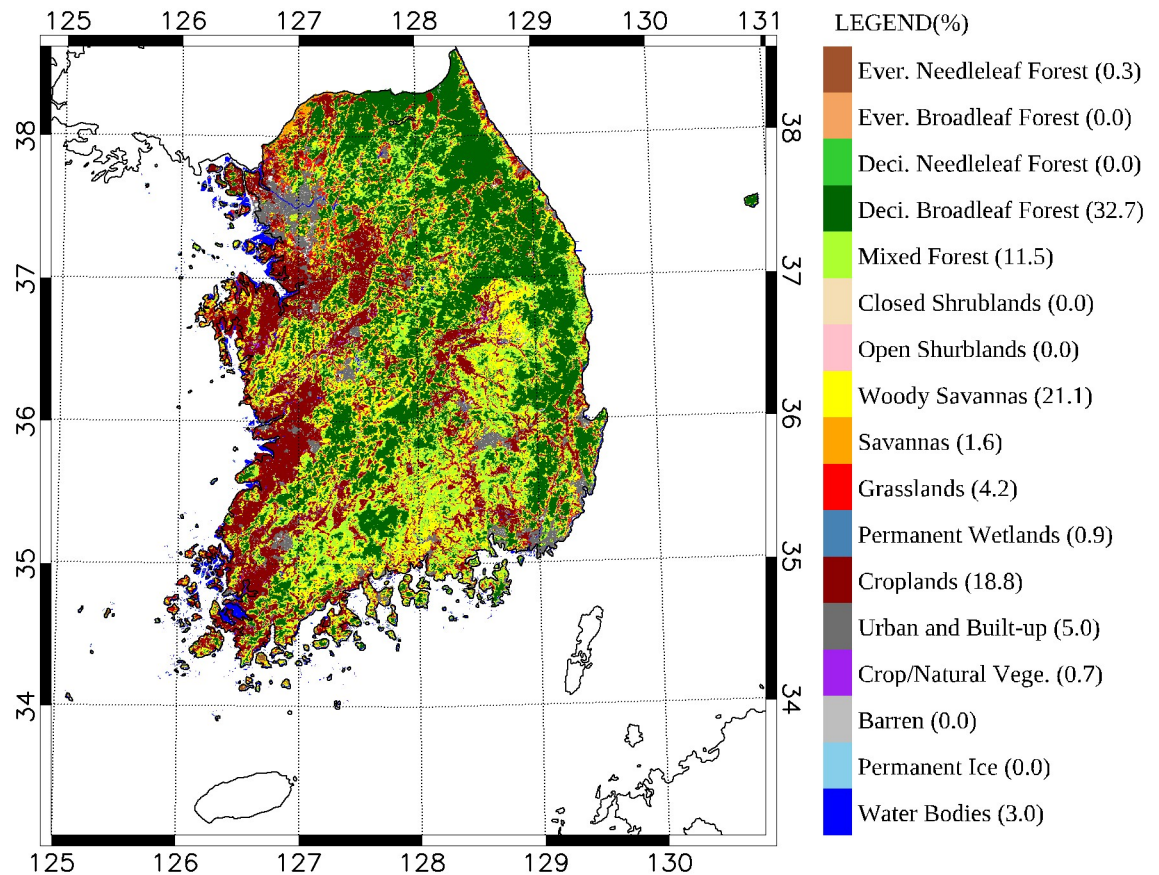 125 126 127 128 129 130 131
LEGEND(%)
Ever. Needleleaf Forest (0.3)
Ever. Broadleaf Forest (0.0)
Deci. Needleleaf Forest (0.0)
Deci. Broadleaf Forest (32.7)
Mixed Forest (11.5)
Closed Shrublands (0.0)
Open Shurblands (0.0)
Woody Savannas (21.1)
Savannas (1.6)
Grasslands (4.2)
Permanent Wetlands (0.9)
Croplands (18.8)
Urban and Built-up (5.0)
Crop/Natural Vege. (0.7)
Barren (0.0)
Permanent Ice (0.0)
Water Bodies (3.0)
38 38
37 37
36 36
35 35
34 34
125 126 127 128 129 130